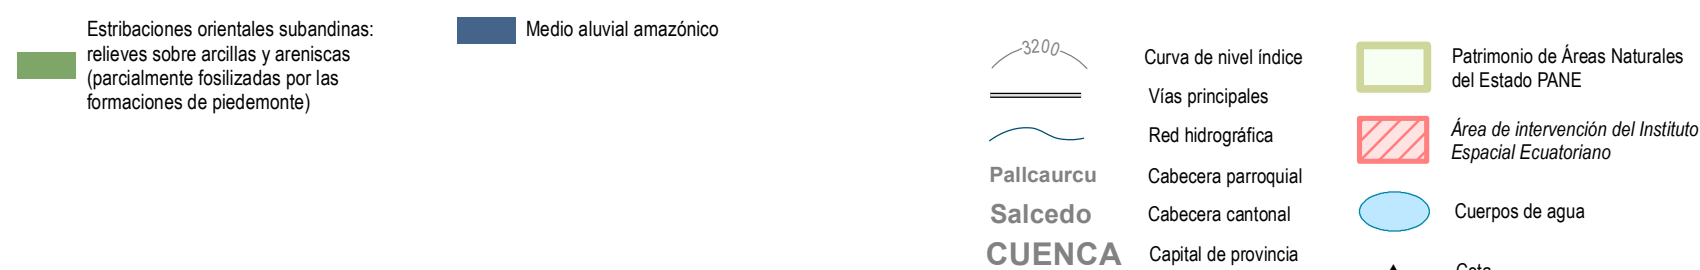 Estribaciones orientales subandinas:
relieves sobre arcillas y areniscas
(parcialmente fosilizadas por las
formaciones de piedemonte)
Medio aluvial amazónico
3200
Curva de nivel índice
Vías principales
Red hidrográfica
Pallcaurcu
Cabecera parroquial
Salcedo
Cabecera cantonal
CUENCA
Capital de provincia
Patrimonio de Áreas Naturales
del Estado PANE
Área de intervención del Instituto
Espacial Ecuatoriano
Cuerpos de agua